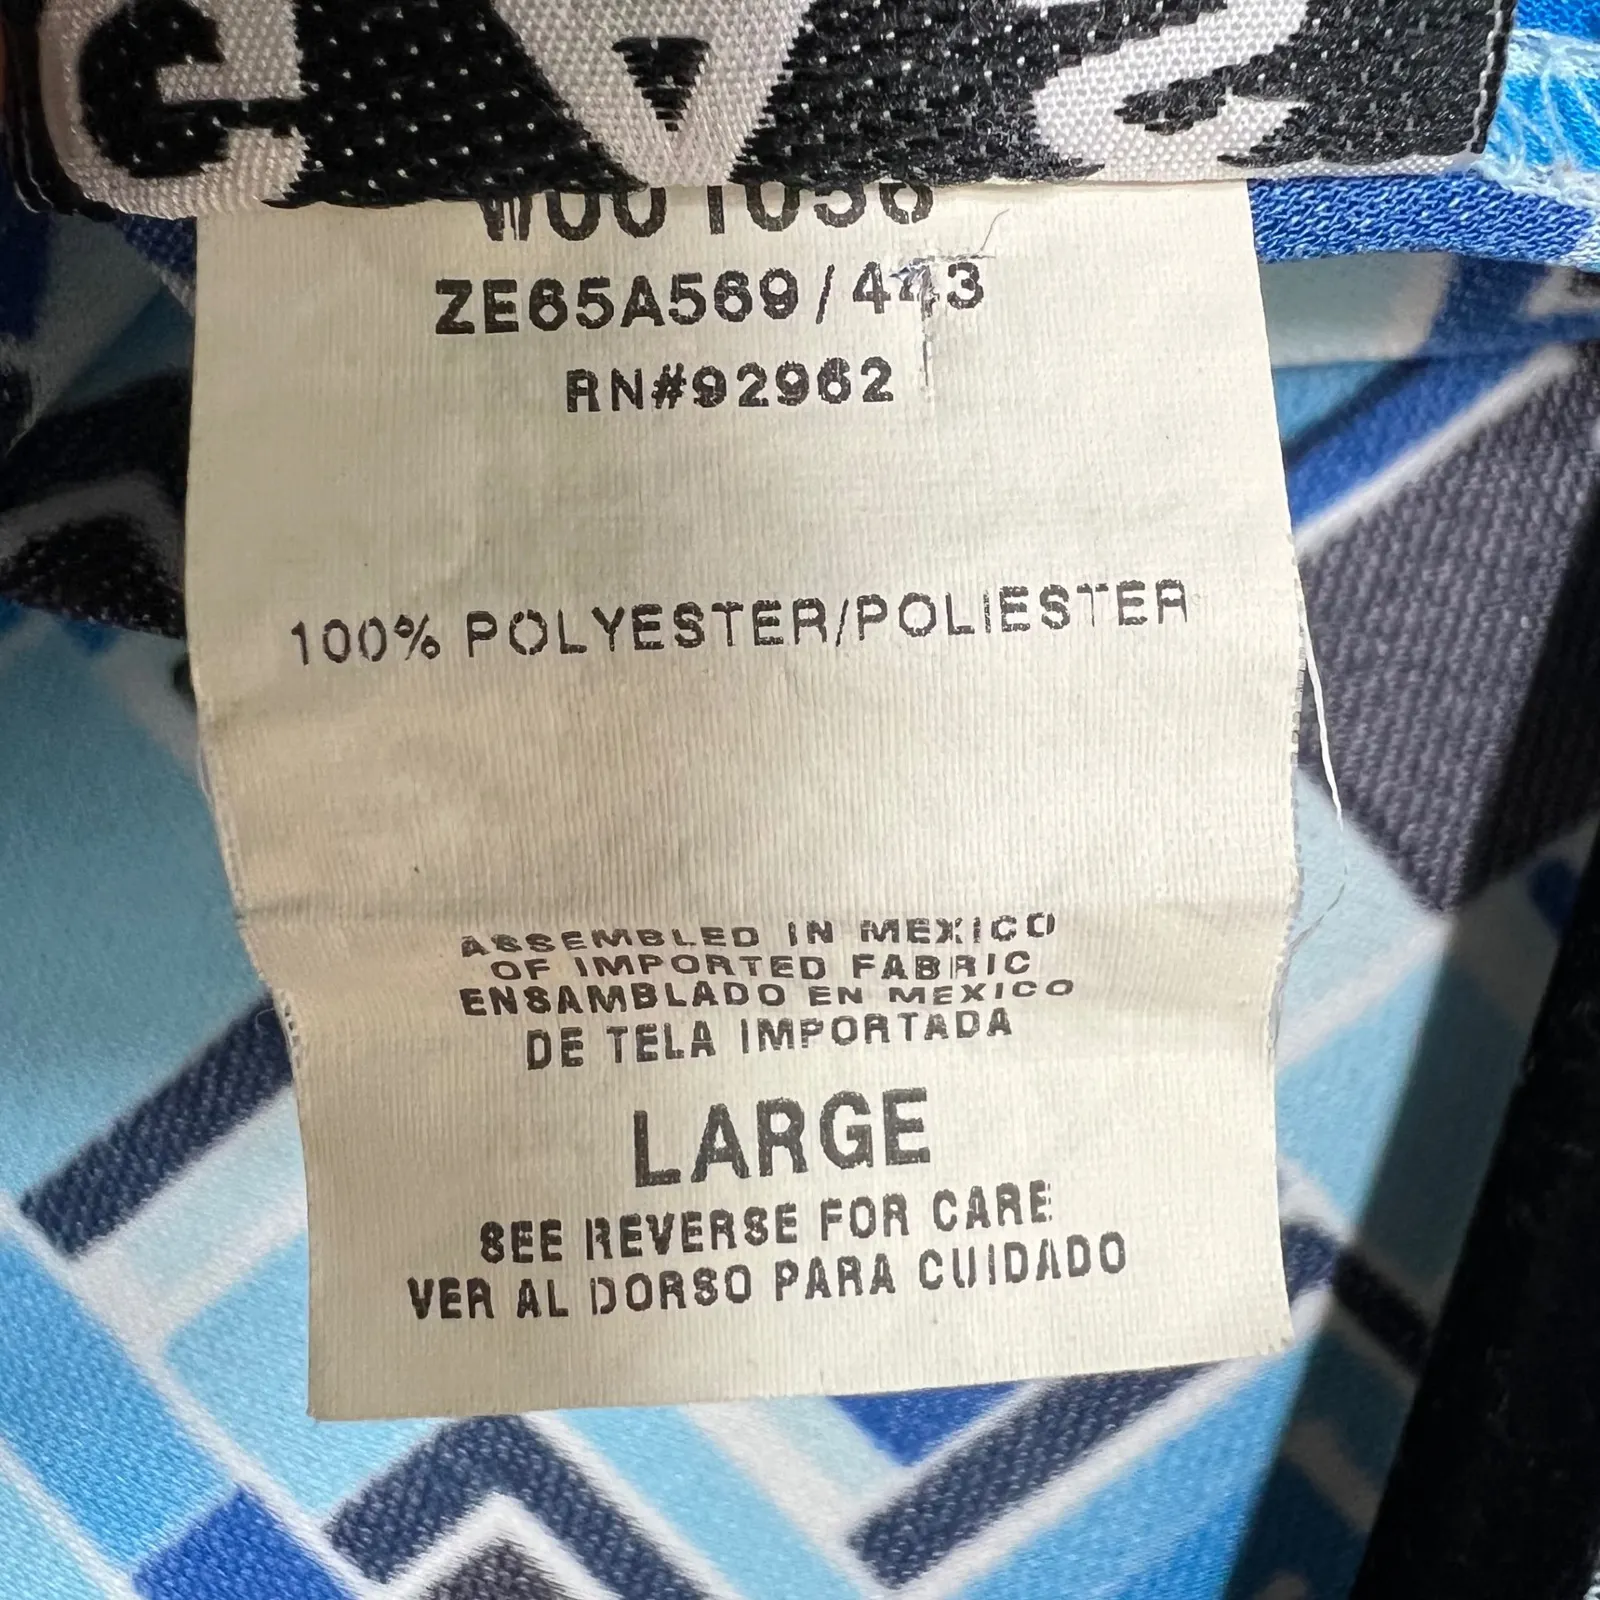 W001056
ZE65A569/443
RN#92962
100% POLYESTER/POLIESTER
ASSEMBLED IN MEXICO
OF IMPORTED FABRIC
ENSAMBLADO EN MEXICO
DE TELA IMPORTADA
LARGE
SEE REVERSE FOR CARE
VER AL DORSO PARA CUIDADO